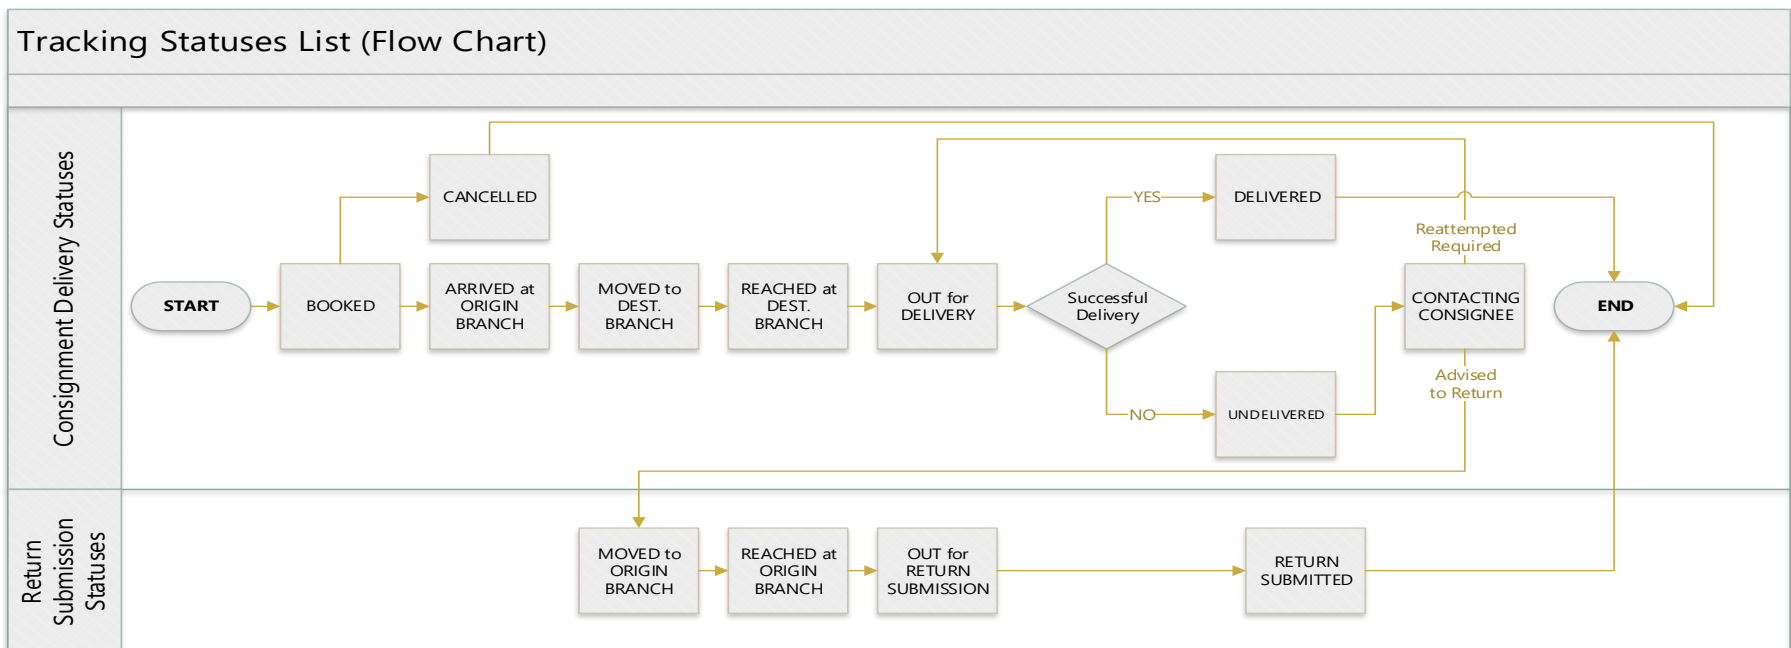 Tracking Statuses List (Flow Chart)
Consignment Delivery Statuses
CANCELLED
YES
DELIVERED
Reattempted
Required
START
BOOKED
ARRIVED at
ORIGIN
BRANCH
MOVED to
DEST.
BRANCH
REACHED at
DEST.
BRANCH
OUT for
DELIVERY
Successful
Delivery
CONTACTING
CONSIGNEE
END
Advised
to Return
NO
UNDELIVERED
Return
Submission
Statuses
MOVED to
ORIGIN
BRANCH
REACHED at
ORIGIN
BRANCH
OUT for
RETURN
SUBMISSION
RETURN
SUBMITTED